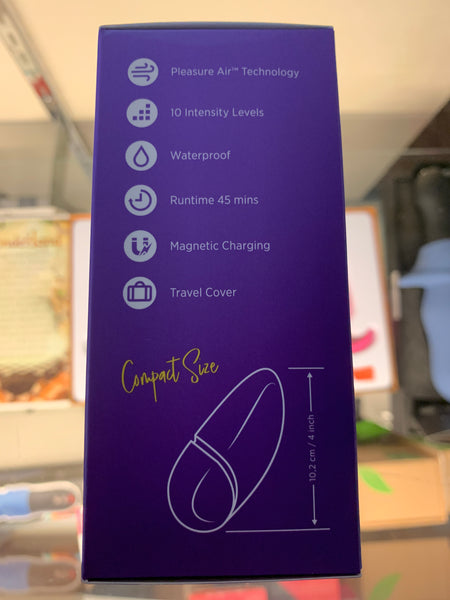 Pleasure Air™ Technology
10 Intensity Levels
Waterproof
Runtime 45 mins
Magnetic Charging
Travel Cover
Compact Size
10.2 cm / 4 inch